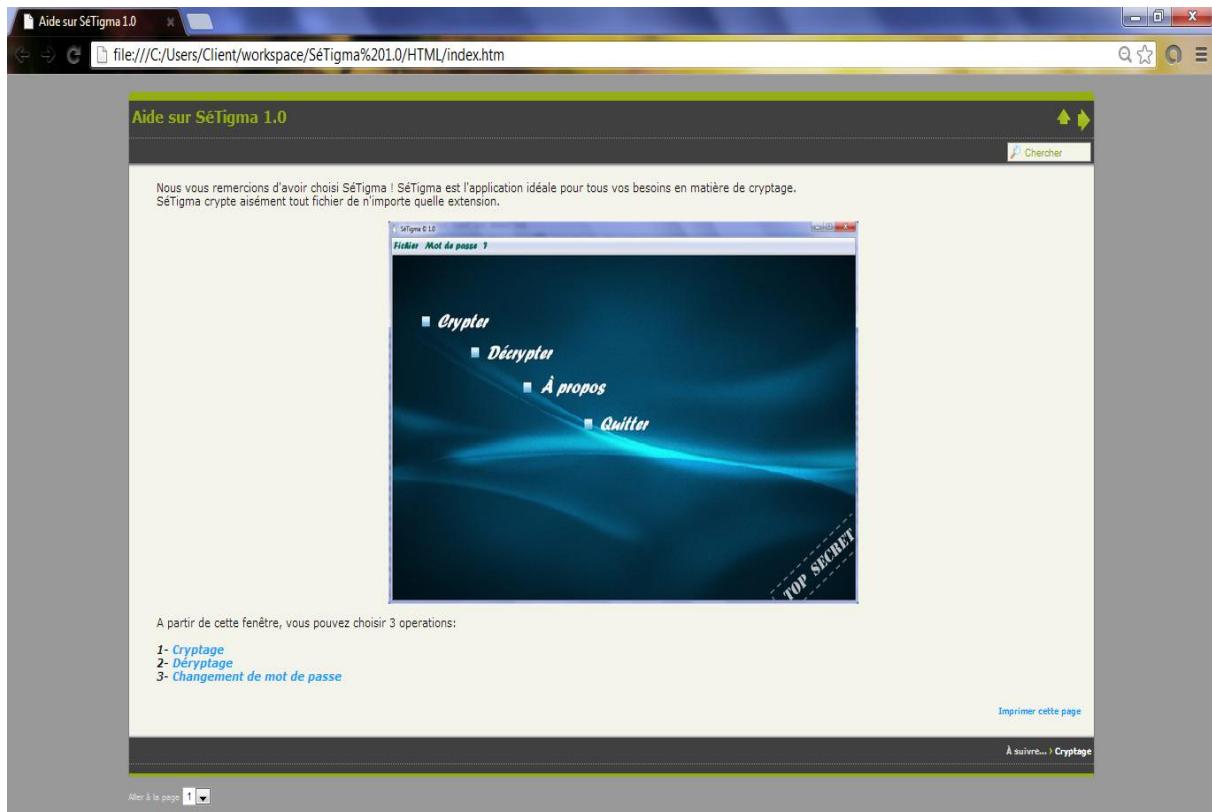 Aide sur SéTigma 1.0
file:///C:/Users/Client/workspace/SéTigma%201.0/HTML/index.htm
Aide sur SéTigma 1.0
Chercher
Nous vous remercions d'avoir choisi SéTigma ! SéTigma est l'application idéale pour tous vos besoins en matière de cryptage.
SéTigma crypte aisément tout fichier de n'importe quelle extension.
SéTigma © 1.0
Fichier Mot de passe ?
Crypter
Décrypter
À propos
Quitter
TOP SECRET
A partir de cette fenêtre, vous pouvez choisir 3 operations:
1- Cryptage
2- Déryptage
3- Changement de mot de passe
Imprimer cette page
À suivre... › Cryptage
Aller à la page 1